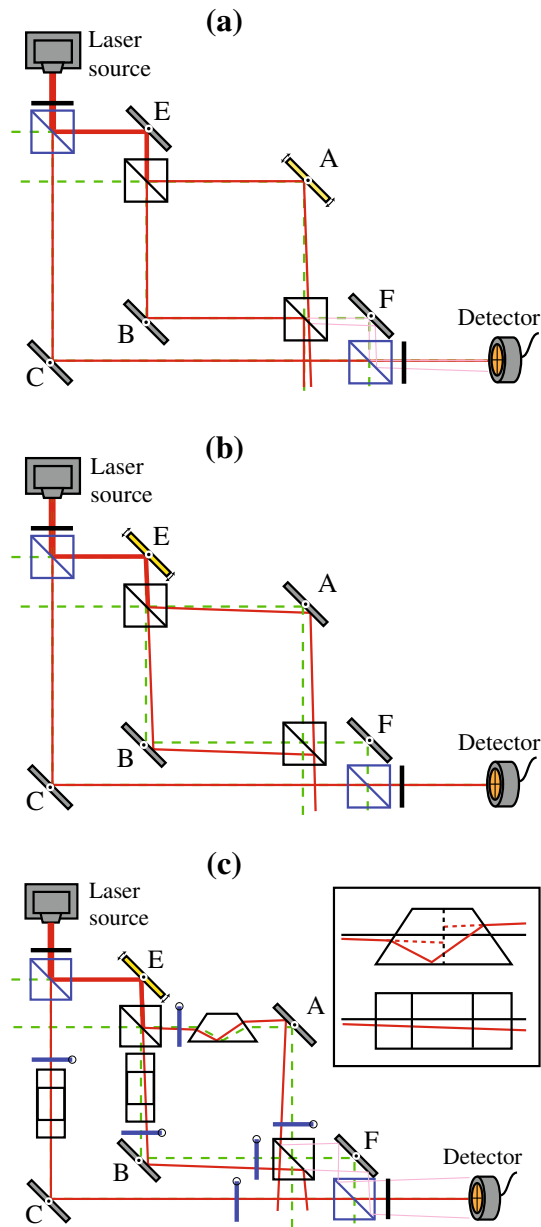 (a)
Laser
source
E
A
B
F
Detector
C
(b)
Laser
source
E
A
B
F
Detector
C
(c)
Laser
source
E
A
B
F
Detector
C